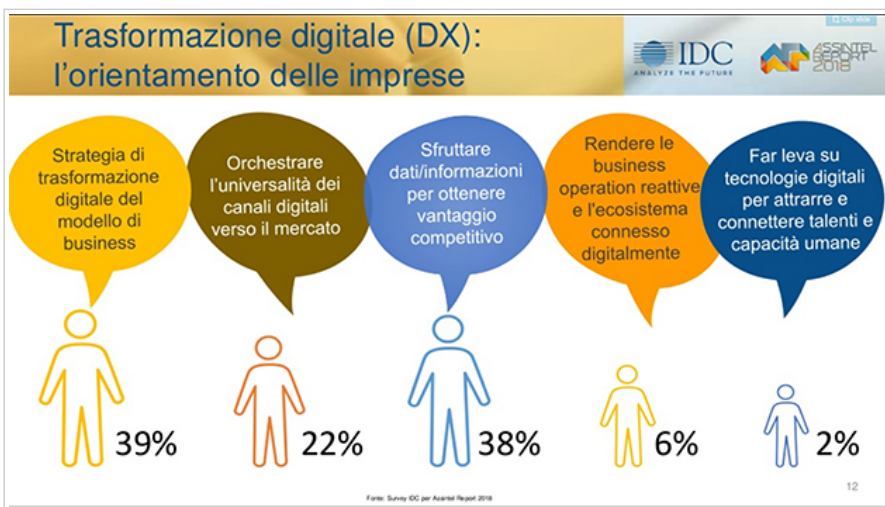 Clip slide
Trasformazione digitale (DX):
l'orientamento delle imprese
IDC
ANALYZE THE FUTURE
ASSINTEL
REPORT
2018
Strategia di
trasformazione
digitale del
modello di
business
Orchestrare
l'universalità dei
canali digitali
verso il mercato
Sfruttare
dati/informazioni
per ottenere
vantaggio
competitivo
Rendere le
business
operation reattive
e l'ecosistema
connesso
digitalmente
Far leva su
tecnologie digitali
per attrarre e
connettere talenti e
capacità umane
39%
22%
38%
6%
2%
12
Fonte: Survey IDC per Assintel Report 2018